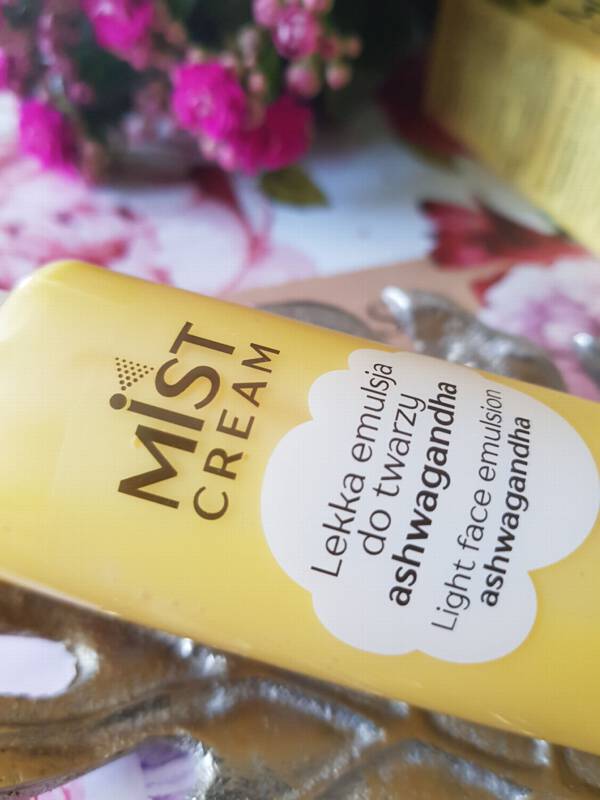 MIST
CREAM
Lekka emulsja
do twarzy
ashwagandha
Light face emulsion
ashwagandha